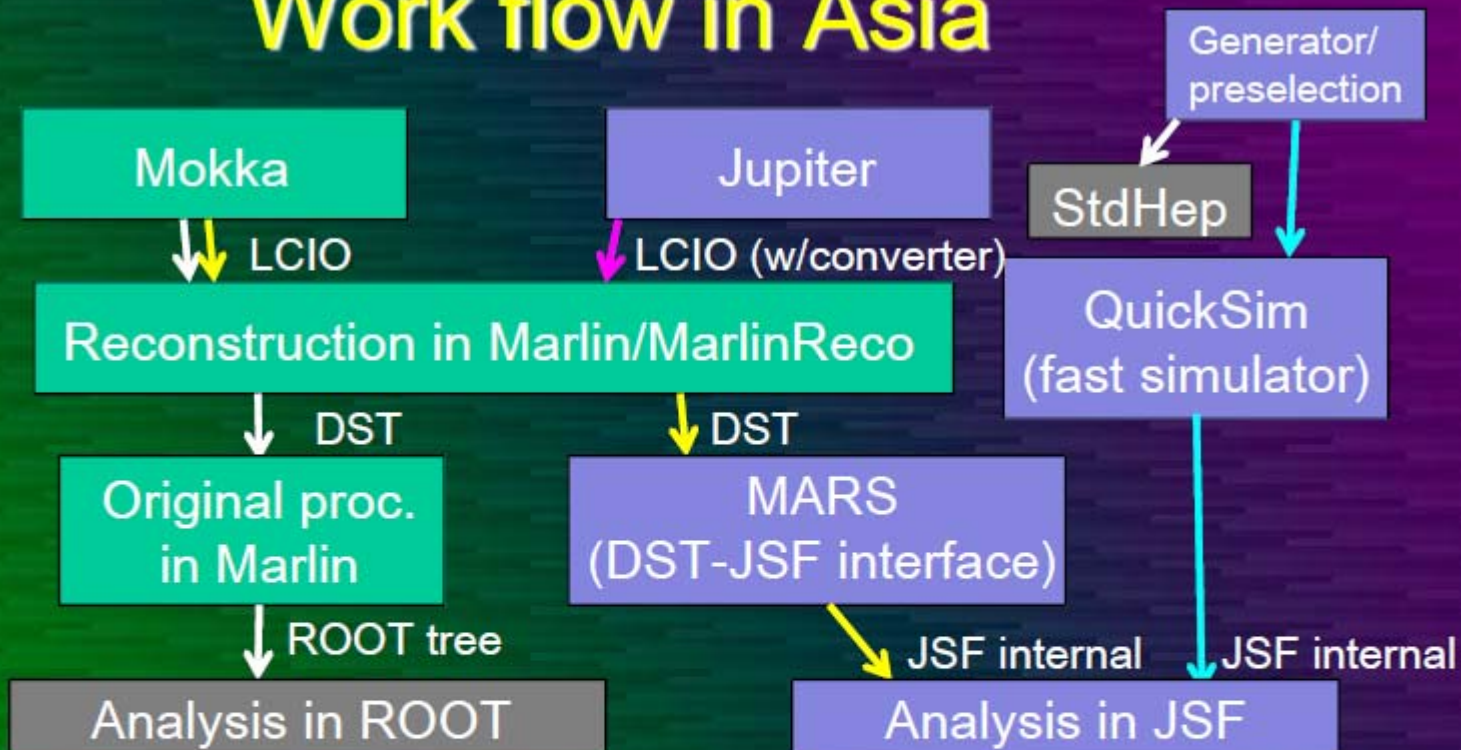 Work flow in Asia
Generator/
preselection
Mokka
Jupiter
StdHep
LCIO
LCIO (w/converter)
QuickSim
(fast simulator)
Reconstruction in Marlin/MarlinReco
DST
DST
Original proc.
in Marlin
MARS
(DST-JSF interface)
ROOT tree
JSF internal
JSF internal
Analysis in ROOT
Analysis in JSF